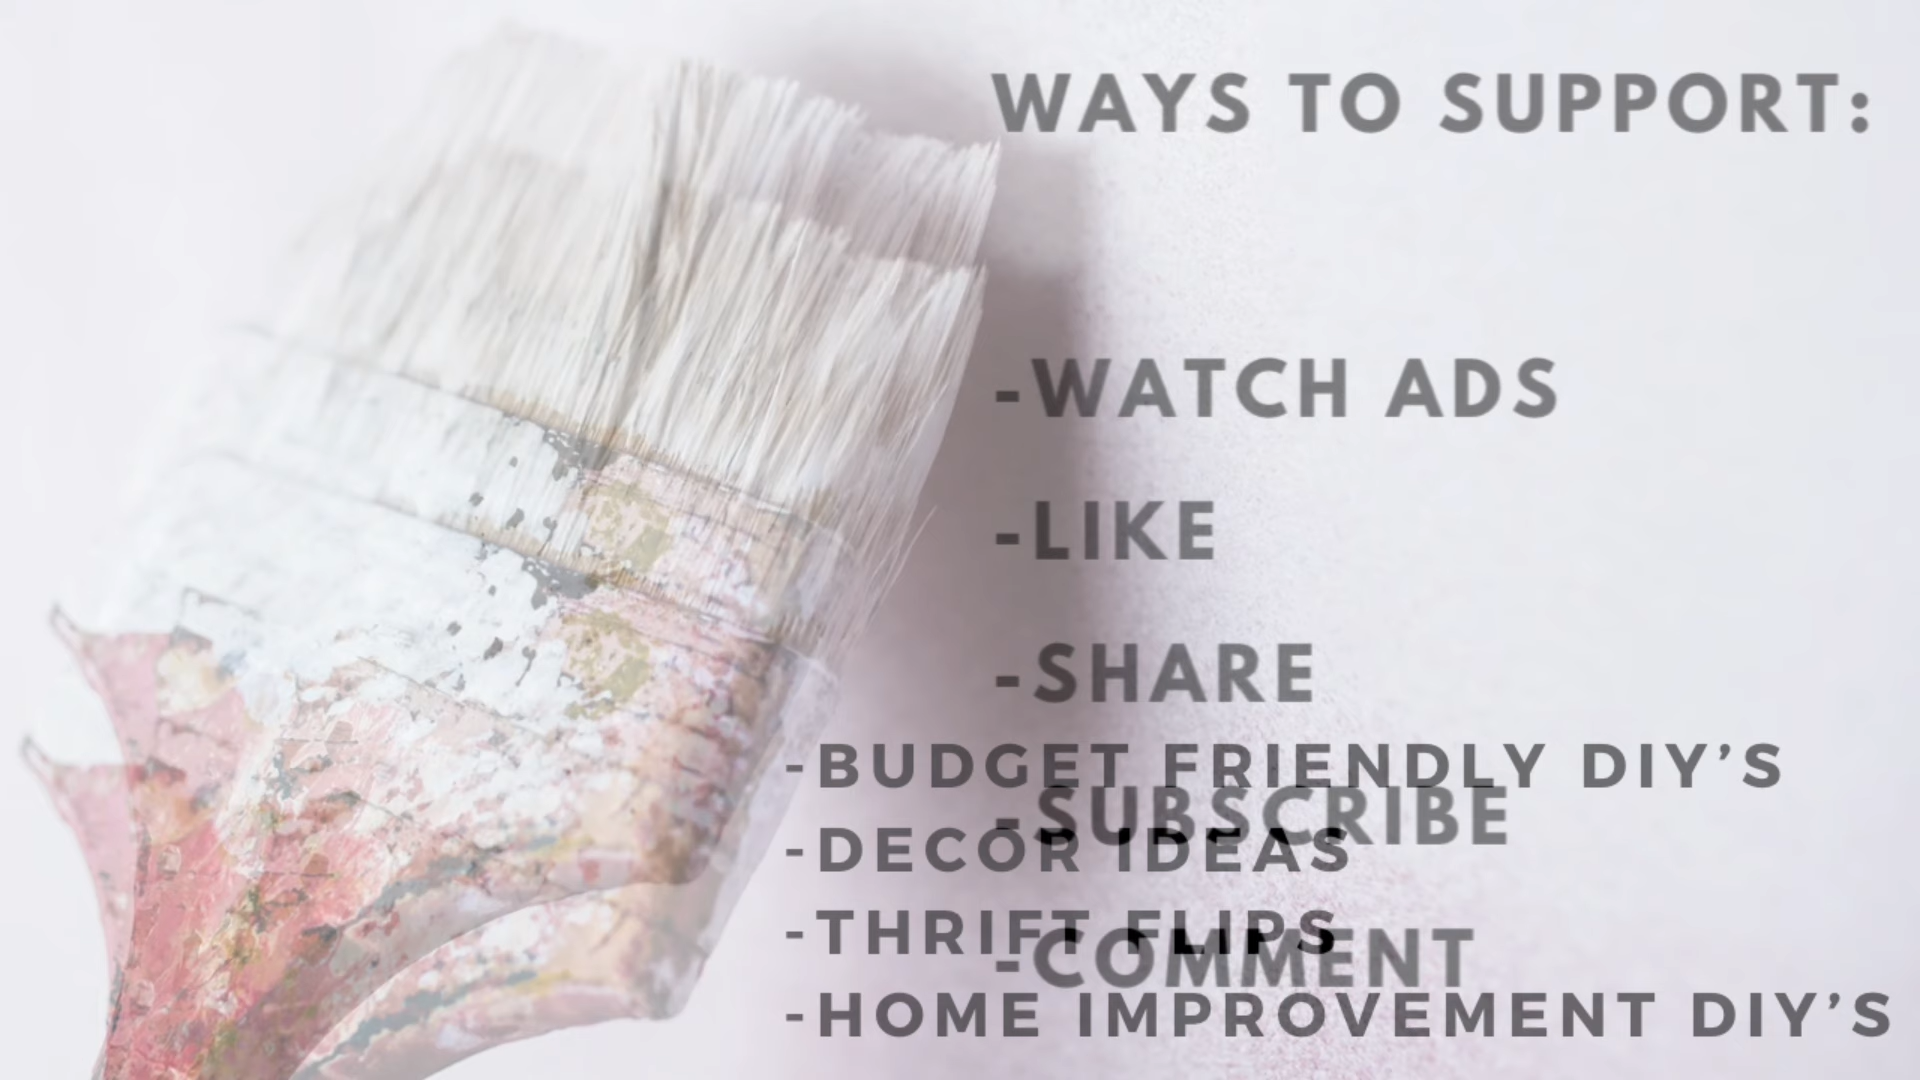 WAYS TO SUPPORT:
-WATCH ADS
-LIKE
-SHARE
-BUDGET FRIENDLY DIY’S
-SUBSCRIBE
-DECOR IDEAS
-THRIFT FLIPS
-COMMENT
-HOME IMPROVEMENT DIY’S